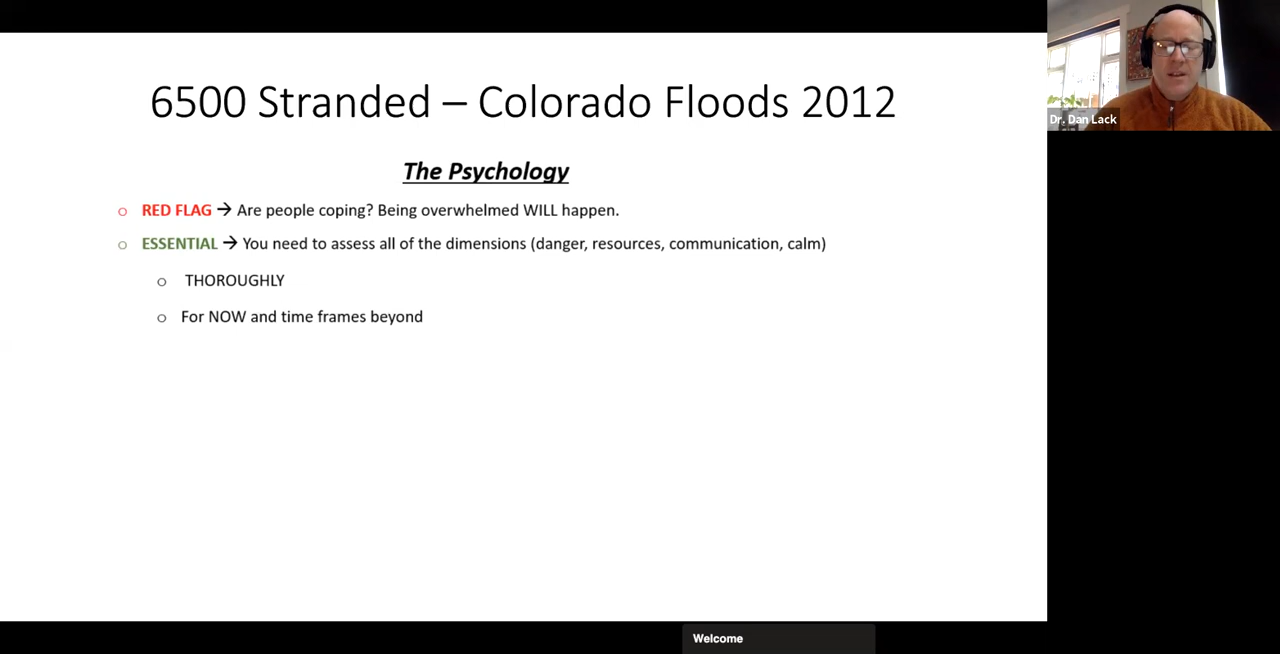 6500 Stranded – Colorado Floods 2012
Dr. Dan Lack
The Psychology
o RED FLAG → Are people coping? Being overwhelmed WILL happen.
o ESSENTIAL → You need to assess all of the dimensions (danger, resources, communication, calm)
o THOROUGHLY
o For NOW and time frames beyond
Welcome